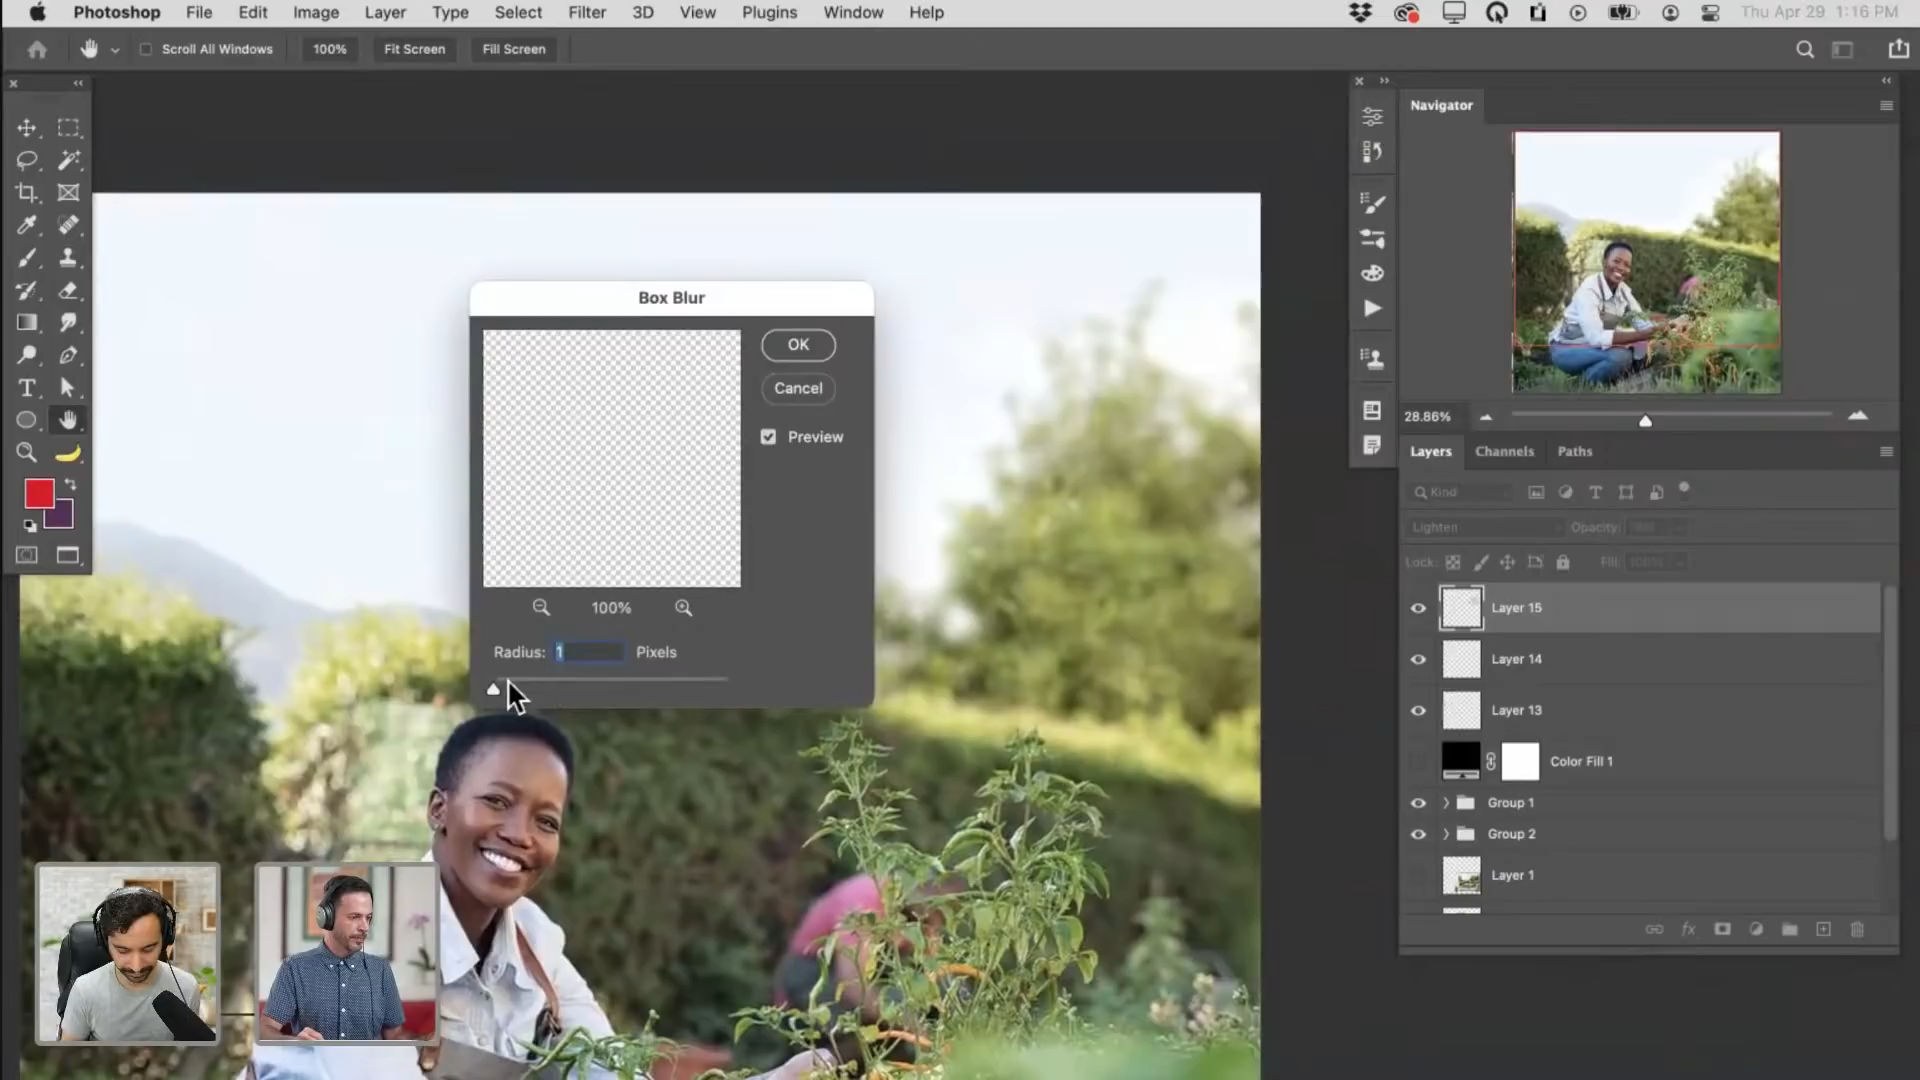 Photoshop File Edit Image Layer Type Select Filter 3D View Plugins Window Help Thu Apr 29 1:16 PM
Scroll All Windows 100% Fit Screen Fill Screen
Navigator
Box Blur
OK
Cancel
Preview
28.86%
Layers Channels Paths
Kind
Lighten Opacity:
Lock: Fill: 100%
100%
Layer 15
Radius: 1 Pixels
Layer 14
Layer 13
Color Fill 1
Group 1
Group 2
Layer 1
fx